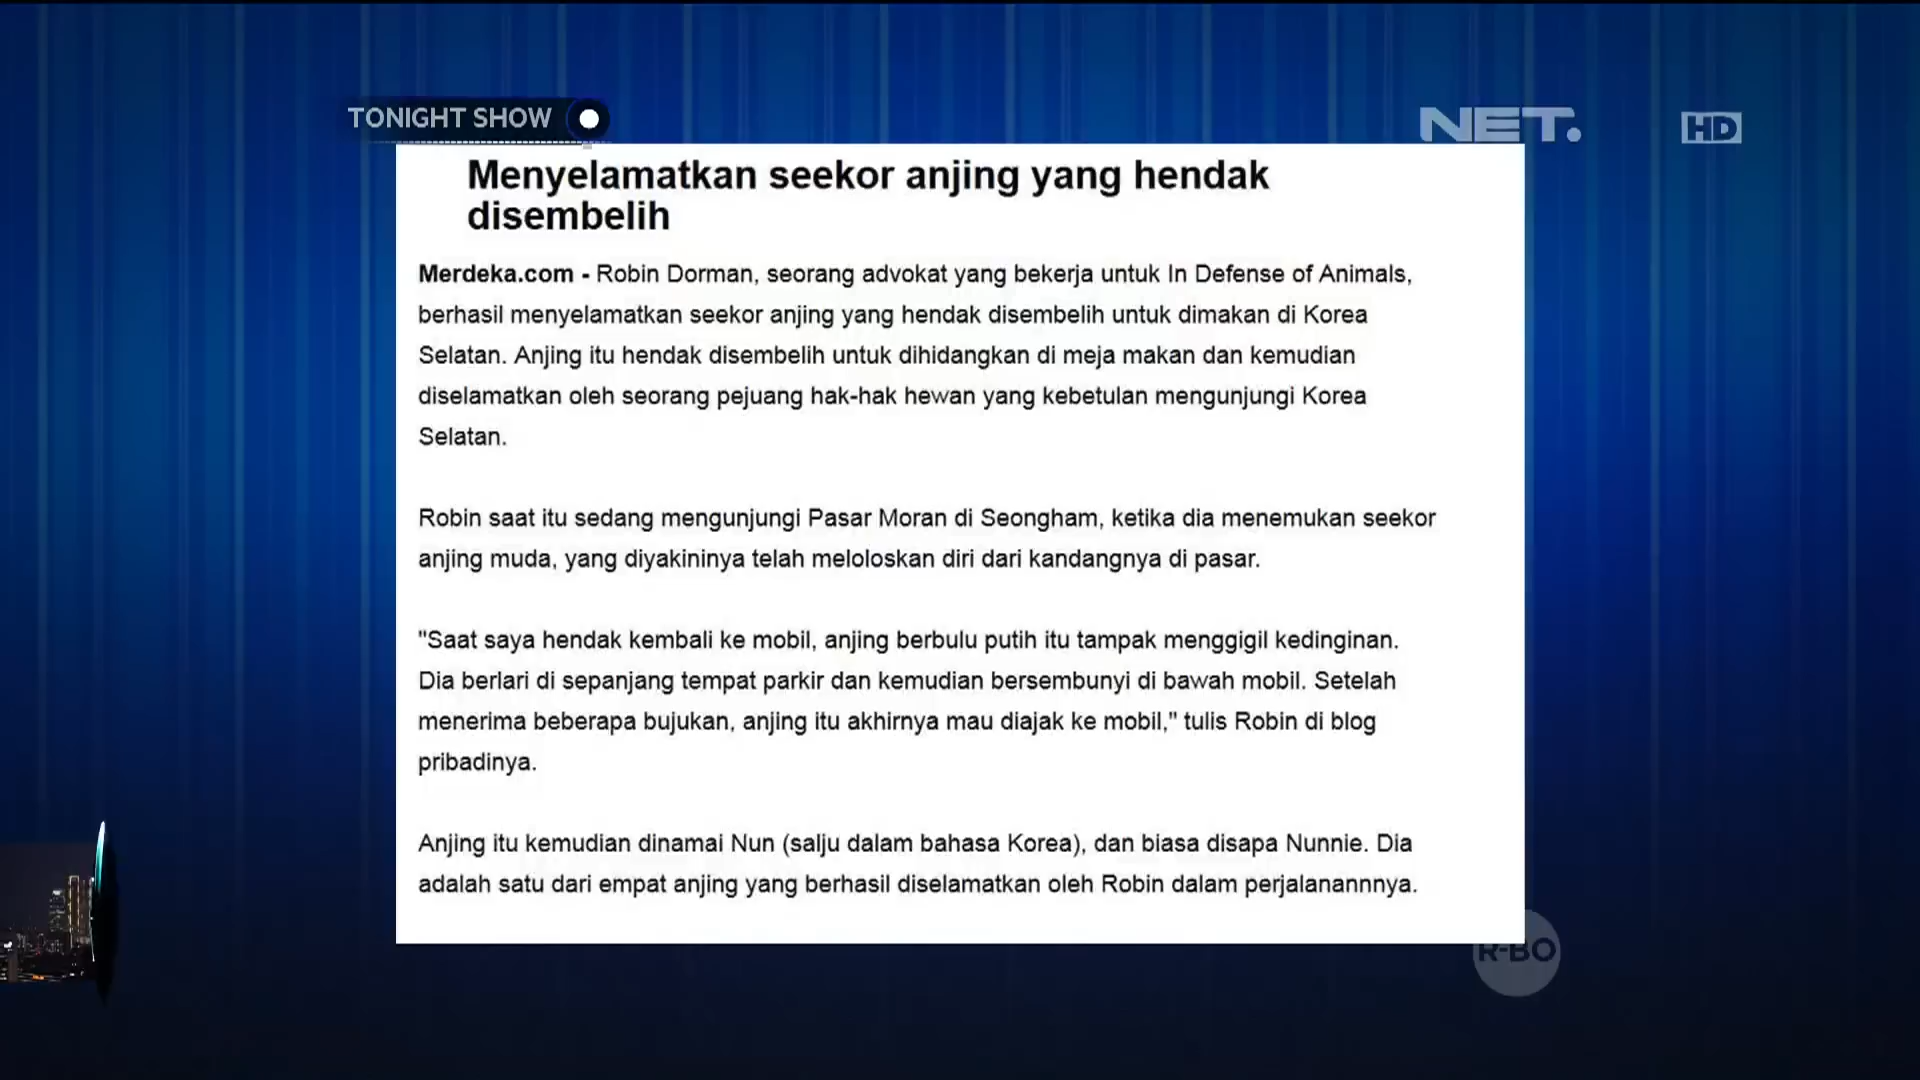 TONIGHT SHOW
NET.
HD
Menyelamatkan seekor anjing yang hendak
disembelih
Merdeka.com - Robin Dorman, seorang advokat yang bekerja untuk In Defense of Animals,
berhasil menyelamatkan seekor anjing yang hendak disembelih untuk dimakan di Korea
Selatan. Anjing itu hendak disembelih untuk dihidangkan di meja makan dan kemudian
diselamatkan oleh seorang pejuang hak-hak hewan yang kebetulan mengunjungi Korea
Selatan.
Robin saat itu sedang mengunjungi Pasar Moran di Seongham, ketika dia menemukan seekor
anjing muda, yang diyakininya telah meloloskan diri dari kandangnya di pasar.
"Saat saya hendak kembali ke mobil, anjing berbulu putih itu tampak menggigil kedinginan.
Dia berlari di sepanjang tempat parkir dan kemudian bersembunyi di bawah mobil. Setelah
menerima beberapa bujukan, anjing itu akhirnya mau diajak ke mobil," tulis Robin di blog
pribadinya.
Anjing itu kemudian dinamai Nun (salju dalam bahasa Korea), dan biasa disapa Nunnie. Dia
adalah satu dari empat anjing yang berhasil diselamatkan oleh Robin dalam perjalanannnya.
R-BO